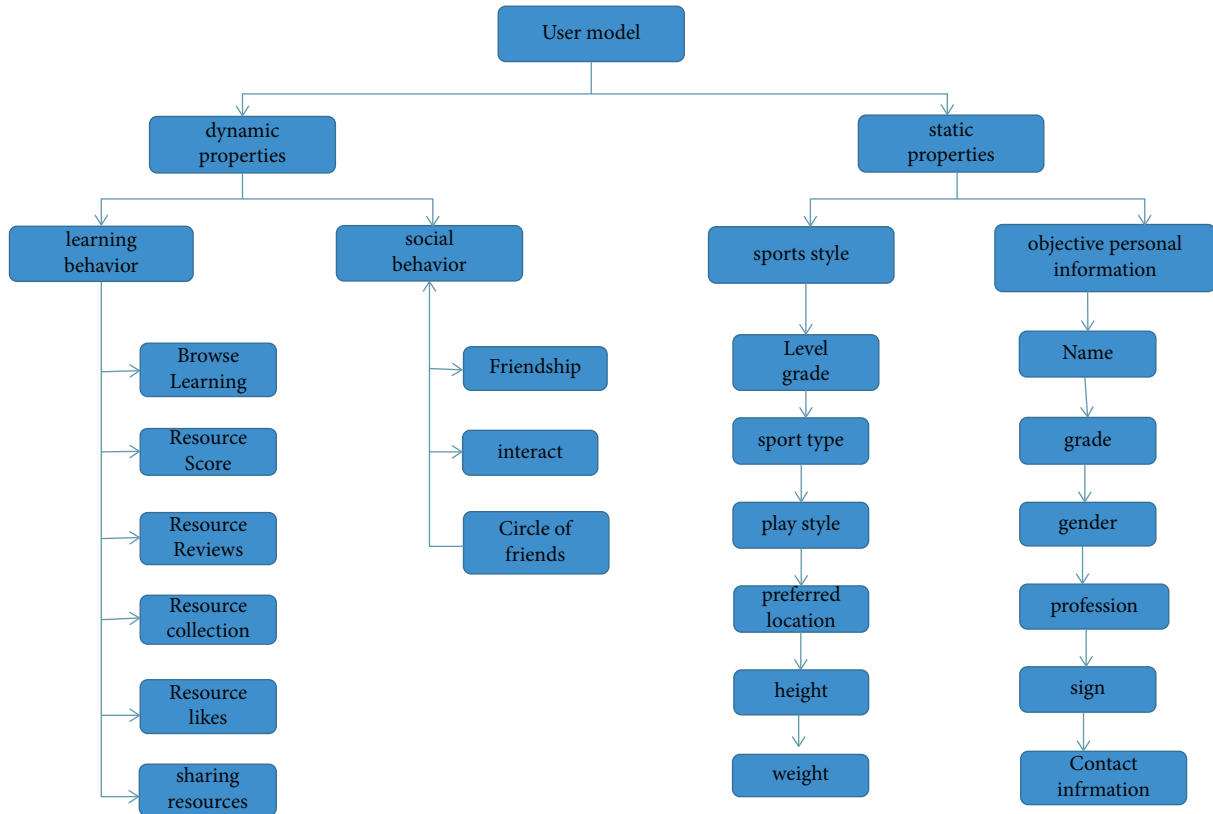 User model
dynamic
properties
static
properties
learning
behavior
social
behavior
sports style
objective personal
information
Browse
Learning
Resource
Score
Resource
Reviews
Resource
collection
Resource
likes
sharing
resources
Friendship
interact
Circle of
friends
Level
grade
sport type
play style
preferred
location
height
weight
Name
grade
gender
profession
sign
Contact
infrmation